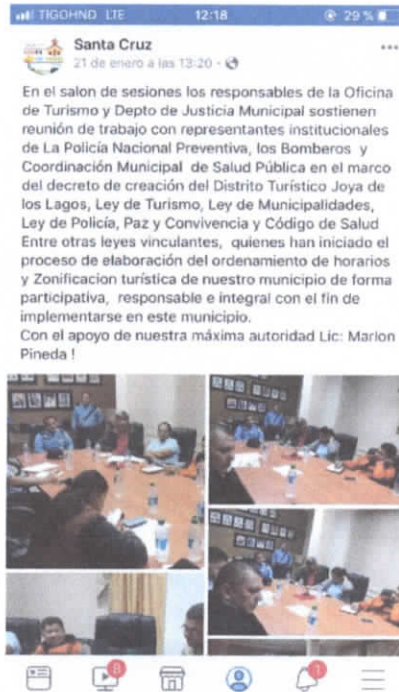 TIGOHND LTE 12:18 29 %
Santa Cruz
21 de enero a las 13:20 ·
En el salon de sesiones los responsables de la Oficina
de Turismo y Depto de Justicia Municipal sostienen
reunión de trabajo con representantes institucionales
de La Policía Nacional Preventiva, los Bomberos y
Coordinación Municipal de Salud Pública en el marco
del decreto de creación del Distrito Turístico Joya de
los Lagos, Ley de Turismo, Ley de Municipalidades,
Ley de Policía, Paz y Convivencia y Código de Salud
Entre otras leyes vinculantes, quienes han iniciado el
proceso de elaboración del ordenamiento de horarios
y Zonificacion turística de nuestro municipio de forma
participativa, responsable e integral con el fin de
implementarse en este municipio.
Con el apoyo de nuestra máxima autoridad Lic: Marlon
Pineda !
8
1